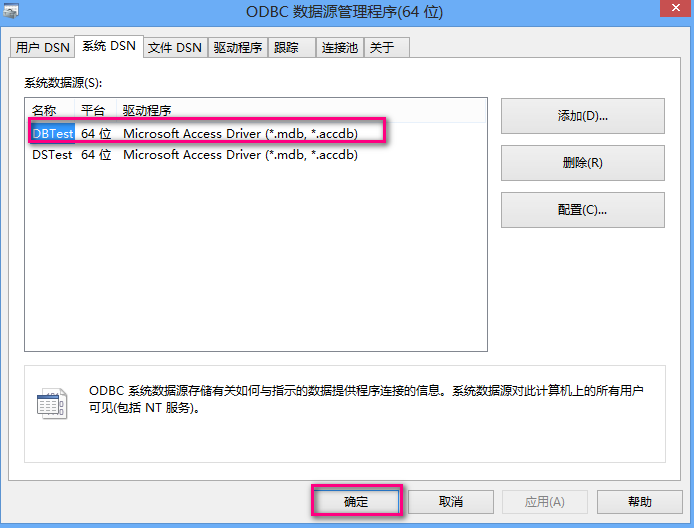 ODBC 数据源管理程序(64 位)
用户 DSN 系统 DSN 文件 DSN 驱动程序 跟踪 连接池 关于
系统数据源(S):
名称 平台 驱动程序
DBTest 64 位 Microsoft Access Driver (*.mdb, *.accdb)
DSTest 64 位 Microsoft Access Driver (*.mdb, *.accdb)
添加(D)...
删除(R)
配置(C)...
ODBC 系统数据源存储有关如何与指示的数据提供程序连接的信息。系统数据源对此计算机上的所有用户
可见(包括 NT 服务)。
确定 取消 应用(A) 帮助